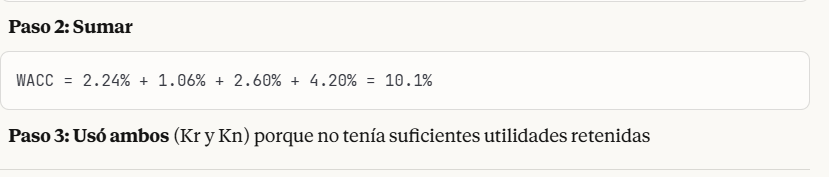 Paso 2: Sumar
WACC = 2.24% + 1.06% + 2.60% + 4.20% = 10.1%
Paso 3: Usó ambos (Kr y Kn) porque no tenía suficientes utilidades retenidas